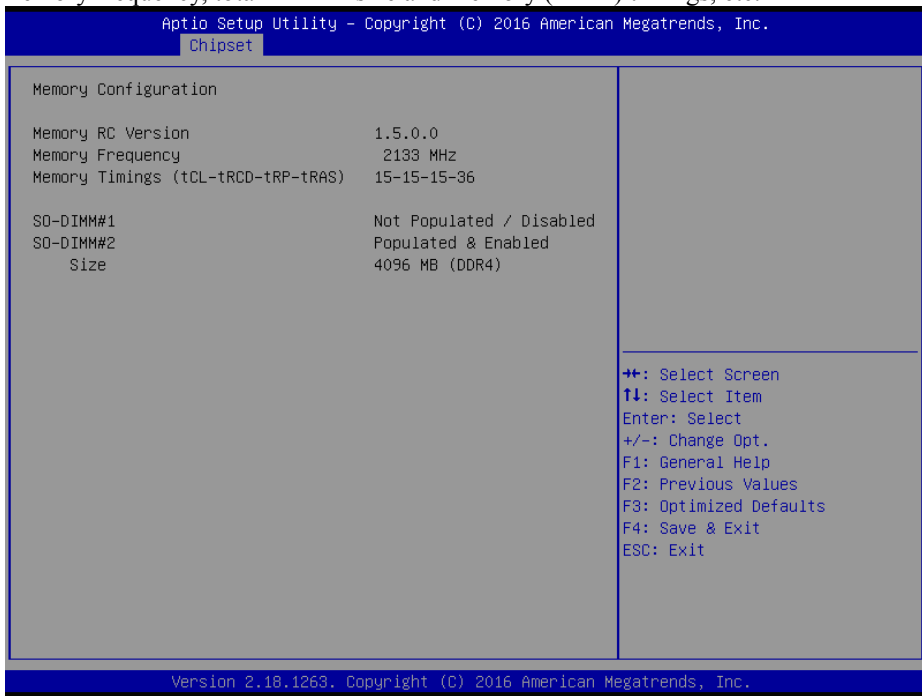 Aptio Setup Utility – Copyright (C) 2016 American Megatrends, Inc.
Chipset
Memory Configuration
Memory RC Version 1.5.0.0
Memory Frequency 2133 MHz
Memory Timings (tCL-tRCD-tRP-tRAS) 15-15-15-36
SO-DIMM#1 Not Populated / Disabled
SO-DIMM#2 Populated & Enabled
Size 4096 MB (DDR4)
→←: Select Screen
↑↓: Select Item
Enter: Select
+/-: Change Opt.
F1: General Help
F2: Previous Values
F3: Optimized Defaults
F4: Save & Exit
ESC: Exit
Version 2.18.1263. Copyright (C) 2016 American Megatrends, Inc.